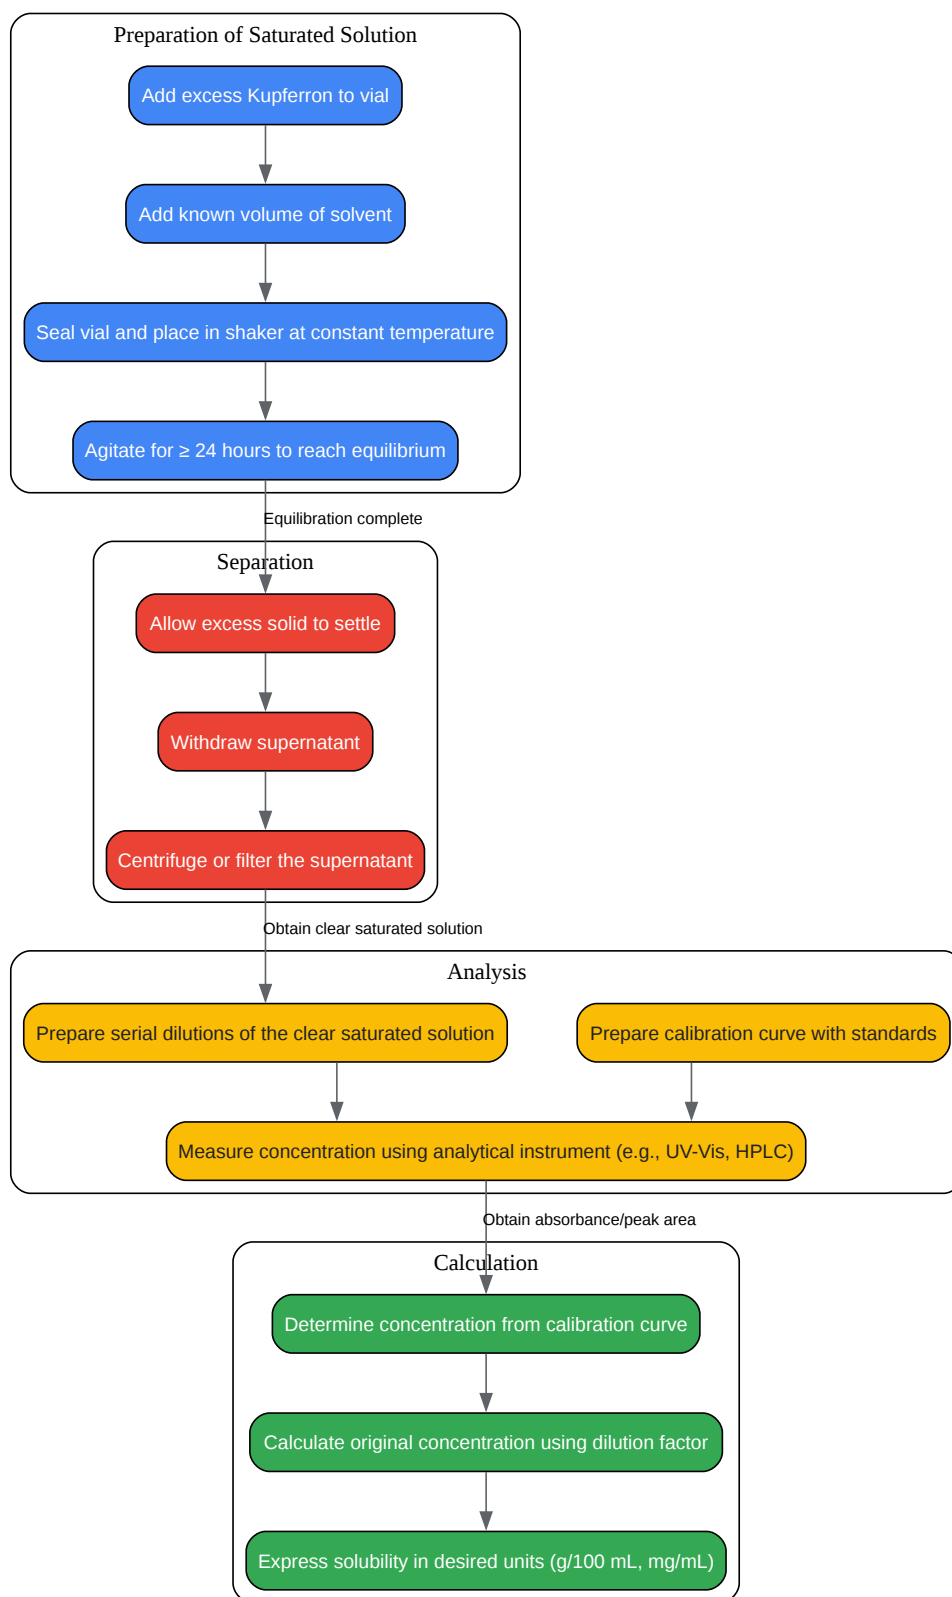 Preparation of Saturated Solution
Add excess Kupferron to vial
Add known volume of solvent
Seal vial and place in shaker at constant temperature
Agitate for ≥ 24 hours to reach equilibrium
Equilibration complete
Separation
Allow excess solid to settle
Withdraw supernatant
Centrifuge or filter the supernatant
Obtain clear saturated solution
Analysis
Prepare serial dilutions of the clear saturated solution
Prepare calibration curve with standards
Measure concentration using analytical instrument (e.g., UV-Vis, HPLC)
Obtain absorbance/peak area
Calculation
Determine concentration from calibration curve
Calculate original concentration using dilution factor
Express solubility in desired units (g/100 mL, mg/mL)